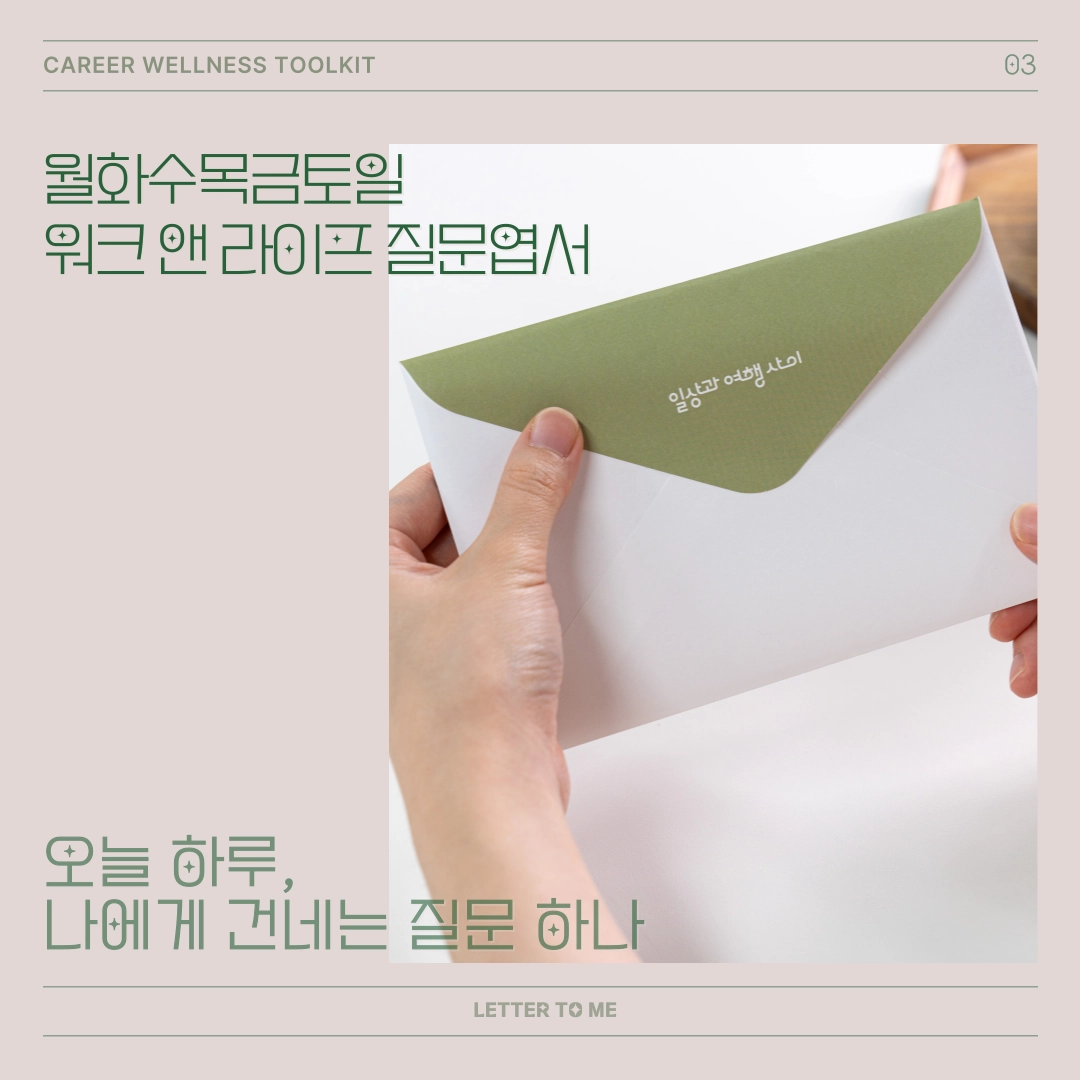 CAREER WELLNESS TOOLKIT
03
월화수목금토일
워크 앤 라이프 질문엽서
일상과 여행 사이
오늘 하루,
나에게 건네는 질문 하나
LETTER TO ME